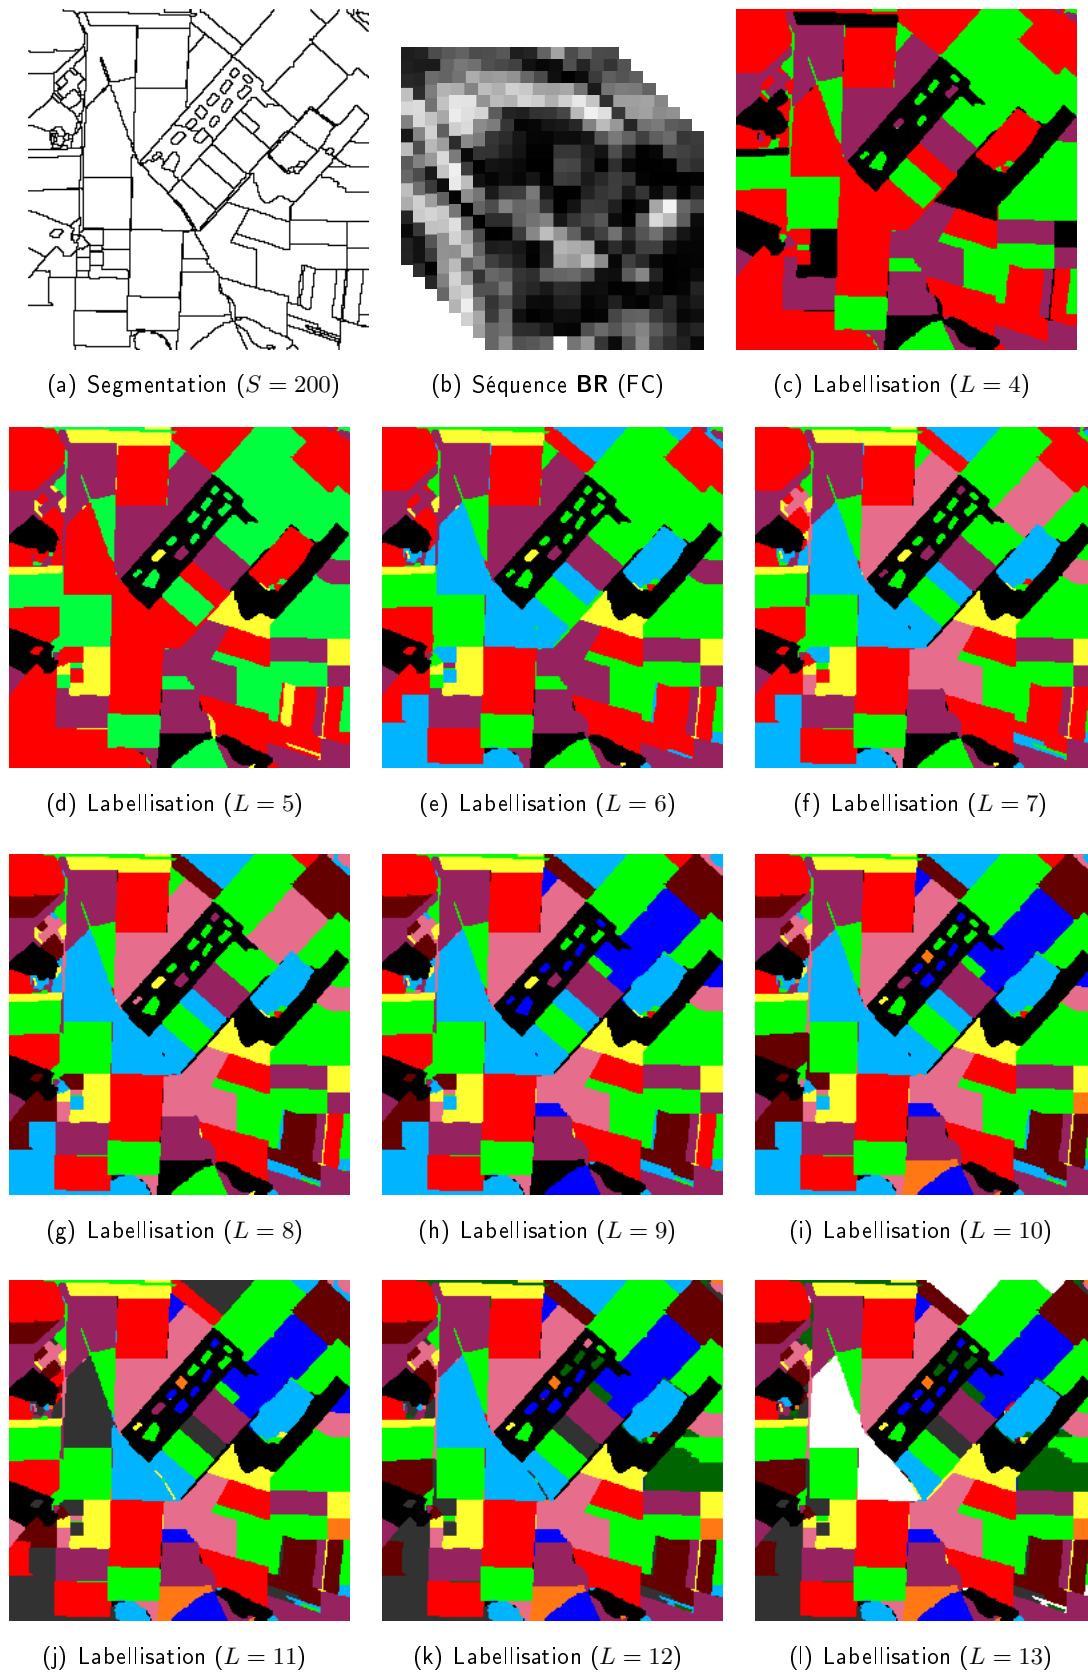 (a) Segmentation (S = 200)
(b) Séquence BR (FC)
(c) Labellisation (L = 4)
(d) Labellisation (L = 5)
(e) Labellisation (L = 6)
(f) Labellisation (L = 7)
(g) Labellisation (L = 8)
(h) Labellisation (L = 9)
(i) Labellisation (L = 10)
(j) Labellisation (L = 11)
(k) Labellisation (L = 12)
(l) Labellisation (L = 13)